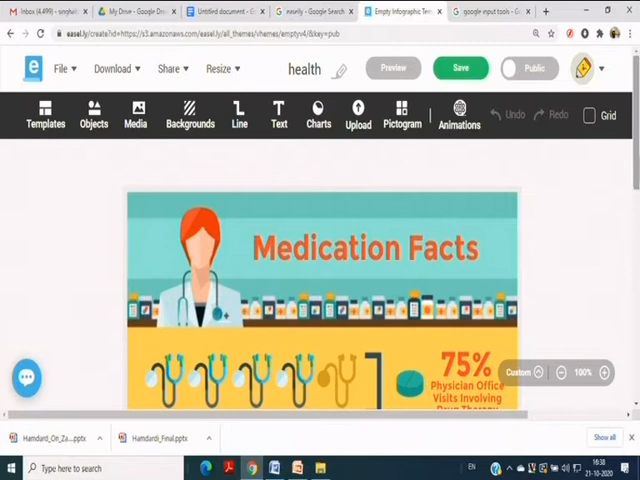 Inbox (4,499) - singhal
My Drive - Google Dri
Untitled document - G
easrily - Google Search
Empty Infographic Tem
google input tools - G
easel.ly/create?id=https://s3.amazonaws.com/easel.ly/all_themes/vhemes/emptyv4/&key=pub
File
Download
Share
Resize
health
Preview
Save
Public
Templates
Objects
Media
Backgrounds
Line
Text
Charts
Upload
Pictogram
Animations
Undo
Redo
Grid
Medication Facts
75%
Physician Office
Visits Involving
Drug Therapy
Custom
100%
Hamdard_On_Za....pptx
Hamdardi_Final.pptx
Show all
Type here to search
EN
16:38
21-10-2020